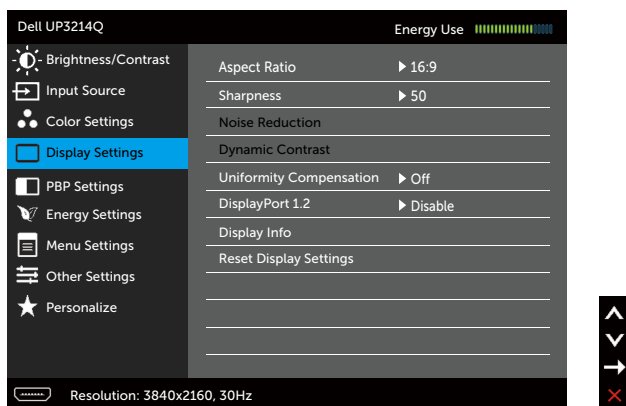 Dell UP3214Q
Energy Use
Brightness/Contrast
Input Source
Color Settings
Display Settings
PBP Settings
Energy Settings
Menu Settings
Other Settings
Personalize
Aspect Ratio 16:9
Sharpness 50
Noise Reduction
Dynamic Contrast
Uniformity Compensation Off
DisplayPort 1.2 Disable
Display Info
Reset Display Settings
Resolution: 3840x2160, 30Hz